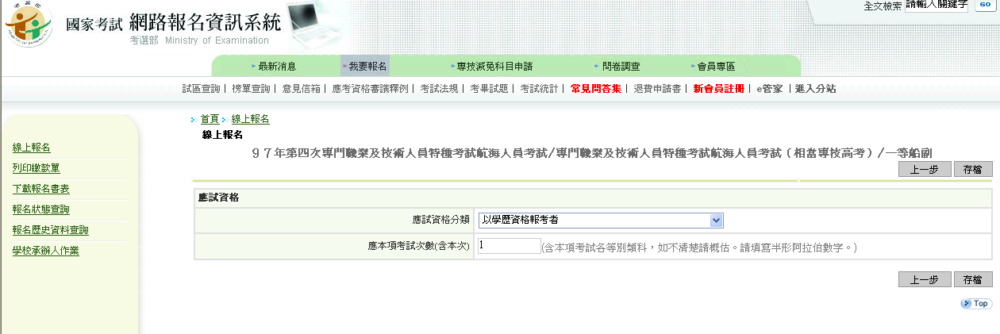 全文檢索 請輸入關鍵字 GO
國家考試 網路報名資訊系統
考選部 Ministry of Examination
最新消息 我要報名 專技減免科目申請 問卷調查 會員專區
試區查詢 | 榜單查詢 | 意見信箱 | 應考資格審議釋例 | 考試法規 | 考畢試題 | 考試統計 | 常見問答集 | 退費申請書 | 新會員註冊 | e管家 | 進入分站
首頁 線上報名
線上報名
９７年第四次專門職業及技術人員特種考試航海人員考試/專門職業及技術人員特種考試航海人員考試（相當專技高考）/一等船副
上一步 存檔
線上報名
列印繳款單
下載報名書表
報名狀態查詢
報名歷史資料查詢
學校承辦人作業
應試資格
應試資格分類 以學歷資格報考者
應本項考試次數(含本次) 1 (含本項考試各等別類科，如不清楚請概估。請填寫半形阿拉伯數字。)
上一步 存檔
Top